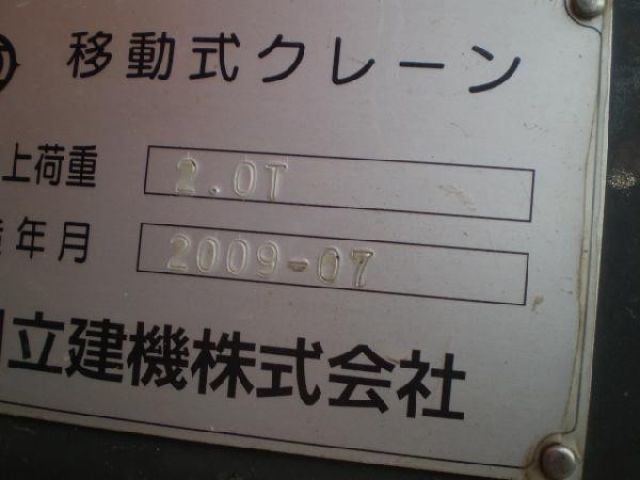 移動式クレーン
上荷重 2.0T
年月 2009-07
立建機株式会社